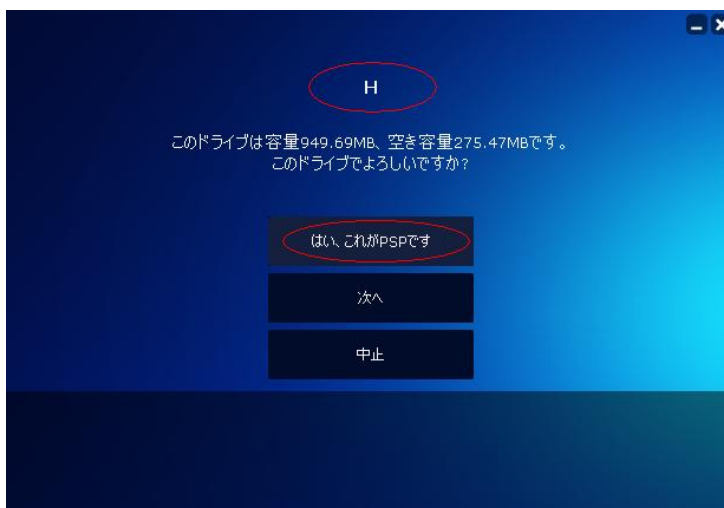 H
このドライブは容量949.69MB、空き容量275.47MBです。
このドライブでよろしいですか?
はい、これがPSPです
次へ
中止